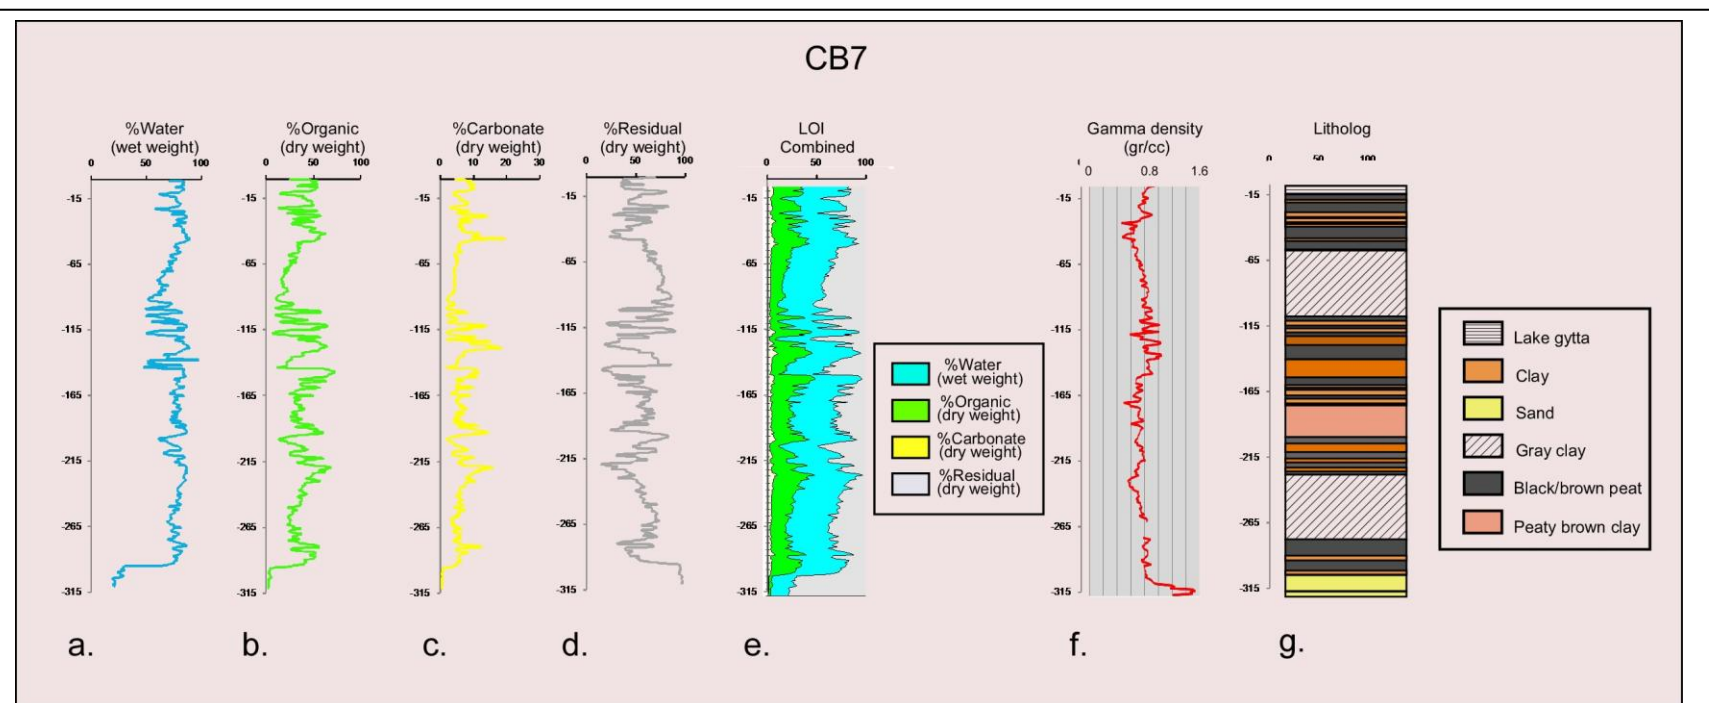 CB7
%Water
(wet weight)
0 50 100
-15
-65
-115
-165
-215
-265
-315
a.
%Organic
(dry weight)
0 50 100
-15
-65
-115
-165
-215
-265
-315
b.
%Carbonate
(dry weight)
0 10 20 30
-15
-65
-115
-165
-215
-265
-315
c.
%Residual
(dry weight)
0 50 100
-15
-65
-115
-165
-215
-265
-315
d.
LOI
Combined
0 50 100
-15
-65
-115
-165
-215
-265
-315
e.
%Water
(wet weight)
%Organic
(dry weight)
%Carbonate
(dry weight)
%Residual
(dry weight)
Gamma density
(gr/cc)
0 0.8 1.6
-15
-65
-115
-165
-215
-265
-315
f.
Litholog
0 50 100
-15
-65
-115
-165
-215
-265
-315
g.
Lake gytta
Clay
Sand
Gray clay
Black/brown peat
Peaty brown clay